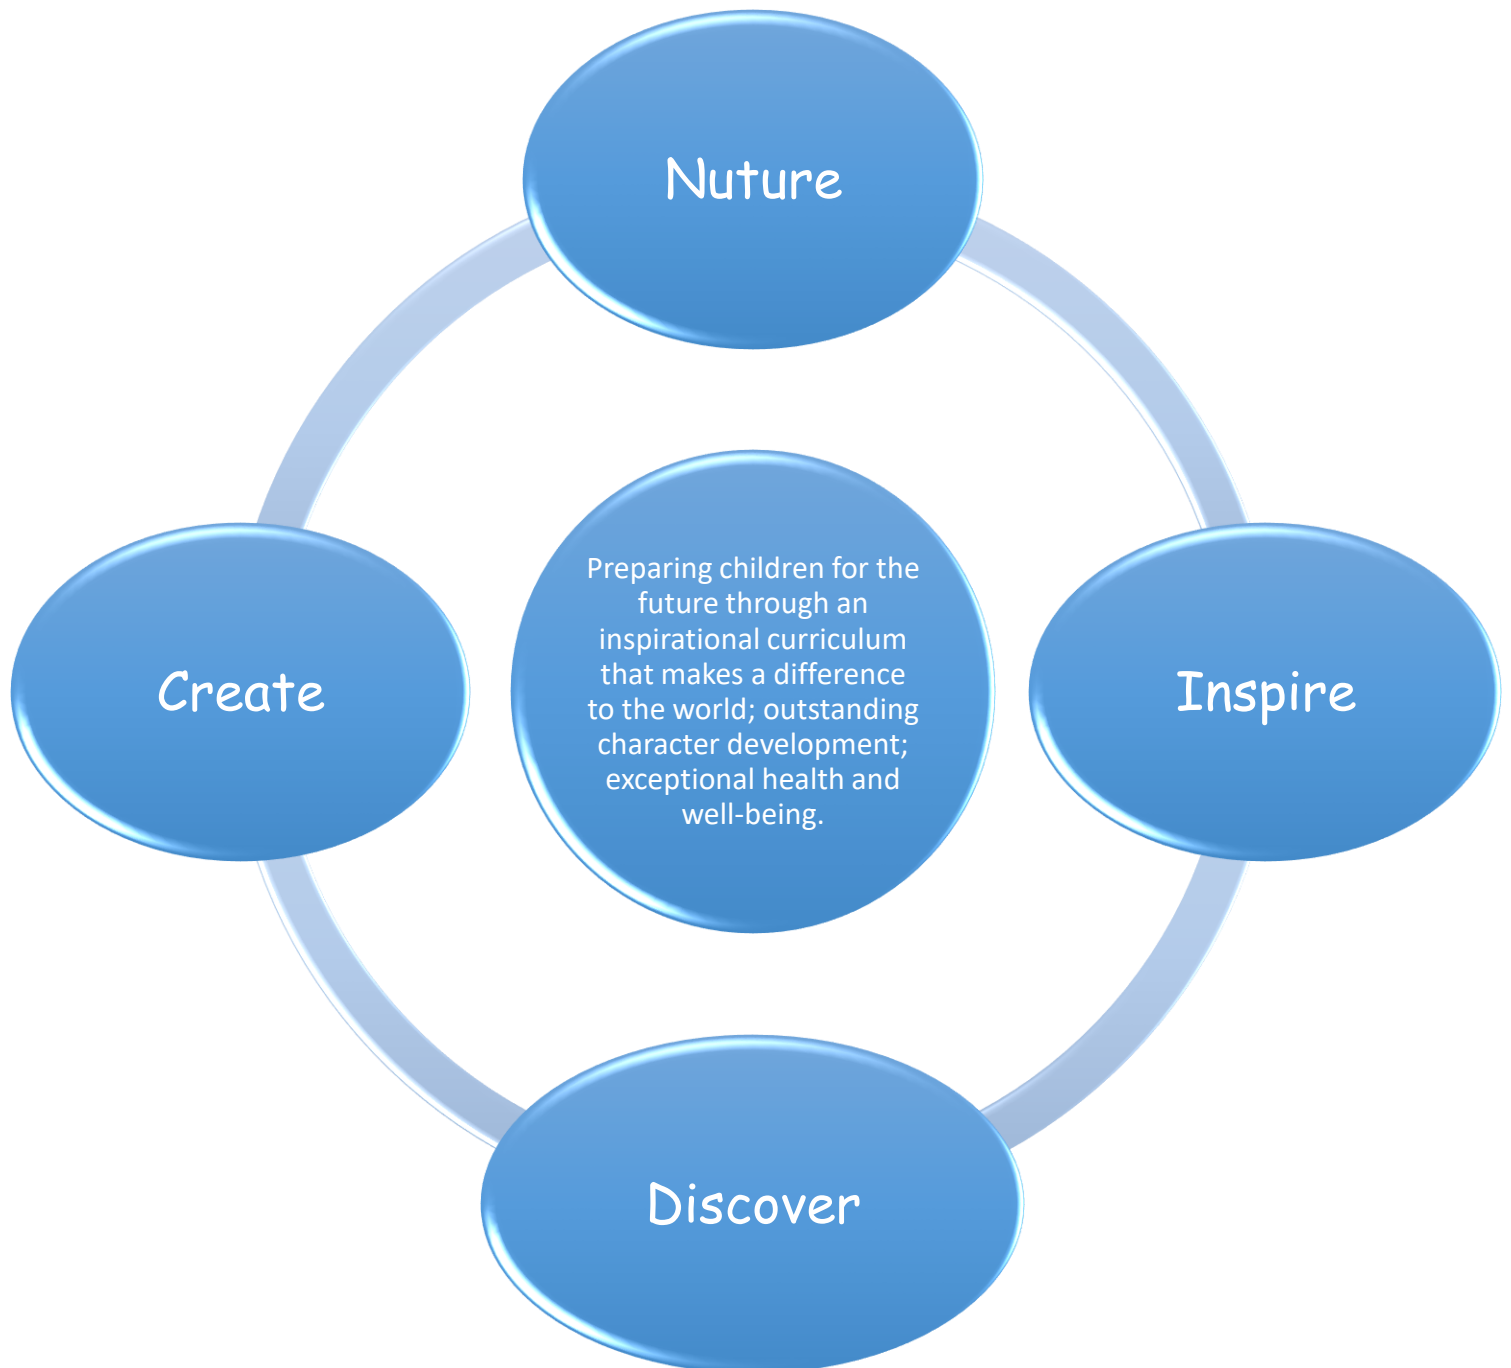 Nuture
Preparing children for the
future through an
inspirational curriculum
that makes a difference
to the world; outstanding
character development;
exceptional health and
well-being.
Create
Inspire
Discover